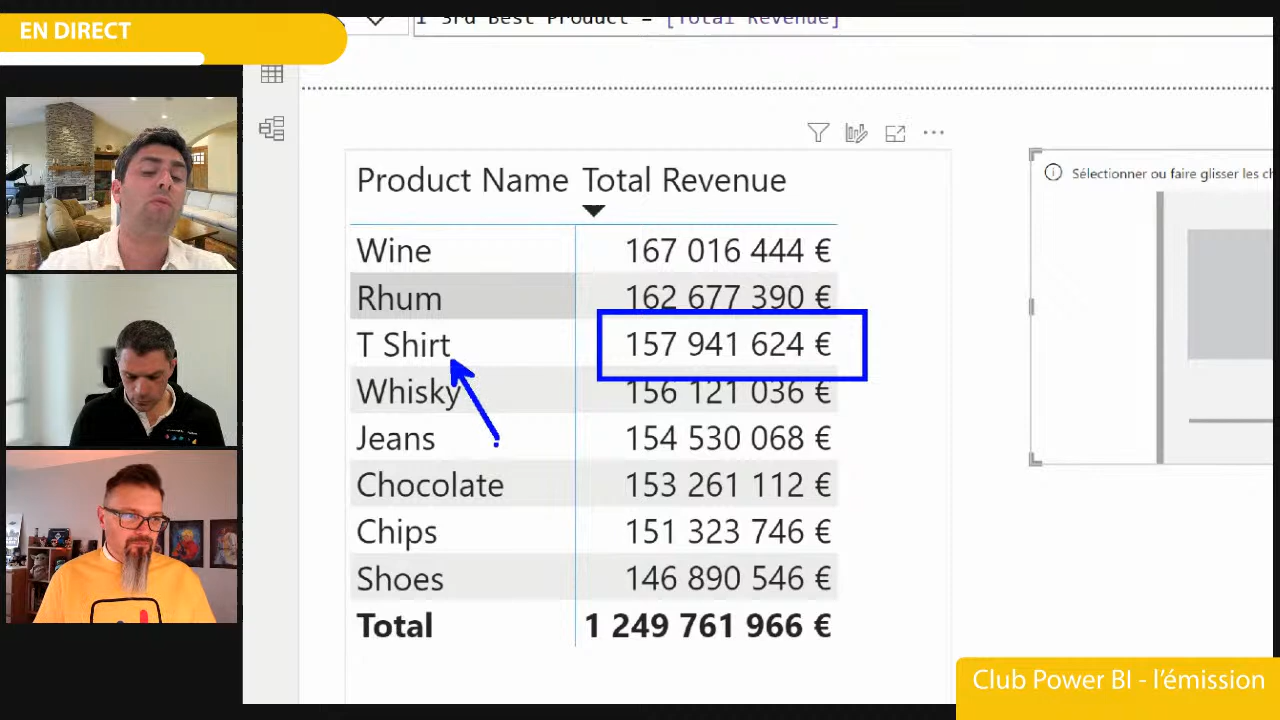 EN DIRECT
1 3rd Best Product = [Total Revenue]
Sélectionner ou faire glisser les ch
Product Name Total Revenue
Wine 167 016 444 €
Rhum 162 677 390 €
T Shirt 157 941 624 €
Whisky 156 121 036 €
Jeans 154 530 068 €
Chocolate 153 261 112 €
Chips 151 323 746 €
Shoes 146 890 546 €
Total 1 249 761 966 €
Club Power BI - l’émission